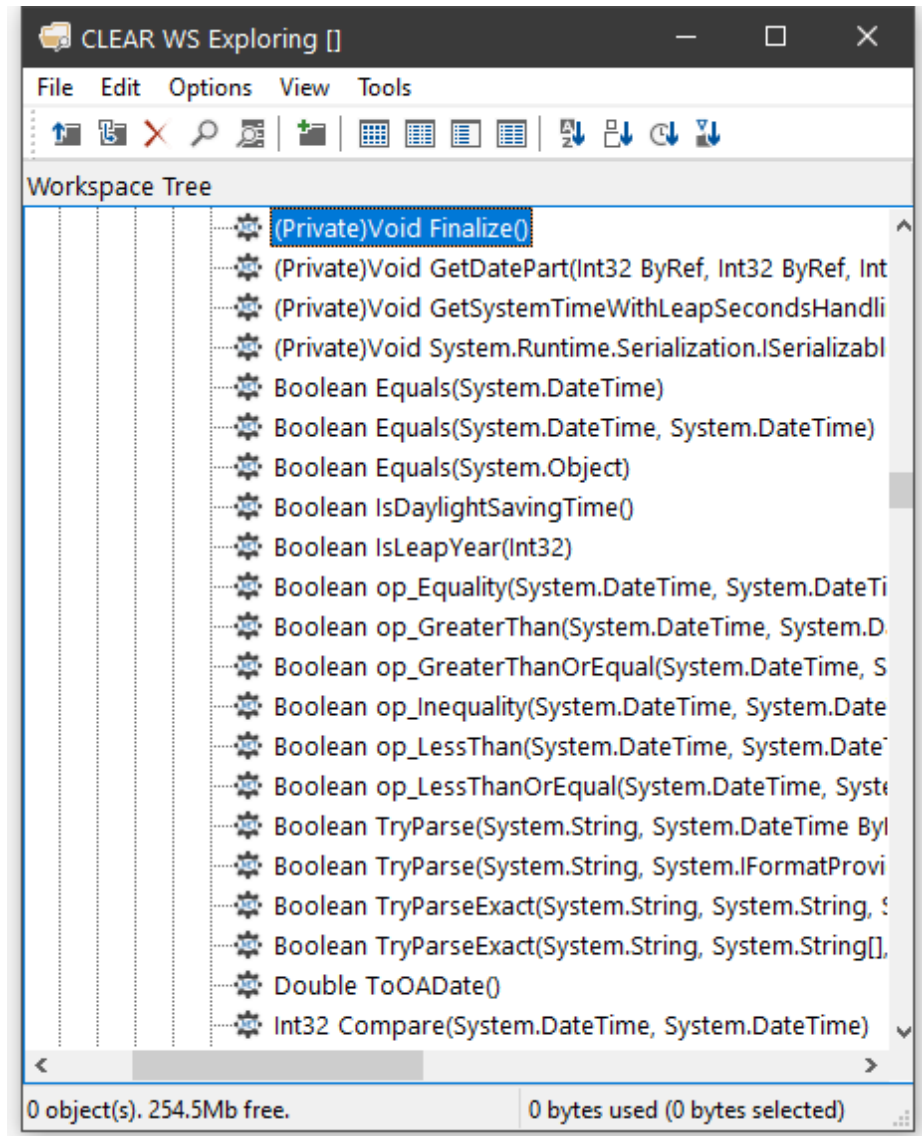 CLEAR WS Exploring []
File Edit Options View Tools
Workspace Tree
(Private)Void Finalize()
(Private)Void GetDatePart(Int32 ByRef, Int32 ByRef, Int
(Private)Void GetSystemTimeWithLeapSecondsHandli
(Private)Void System.Runtime.Serialization.ISerializabl
Boolean Equals(System.DateTime)
Boolean Equals(System.DateTime, System.DateTime)
Boolean Equals(System.Object)
Boolean IsDaylightSavingTime()
Boolean IsLeapYear(Int32)
Boolean op_Equality(System.DateTime, System.DateTi
Boolean op_GreaterThan(System.DateTime, System.D
Boolean op_GreaterThanOrEqual(System.DateTime, S
Boolean op_Inequality(System.DateTime, System.Date
Boolean op_LessThan(System.DateTime, System.Date
Boolean op_LessThanOrEqual(System.DateTime, Syste
Boolean TryParse(System.String, System.DateTime By
Boolean TryParse(System.String, System.IFormatProvi
Boolean TryParseExact(System.String, System.String,
Boolean TryParseExact(System.String, System.String[],
Double ToOADate()
Int32 Compare(System.DateTime, System.DateTime)
0 object(s). 254.5Mb free.
0 bytes used (0 bytes selected)